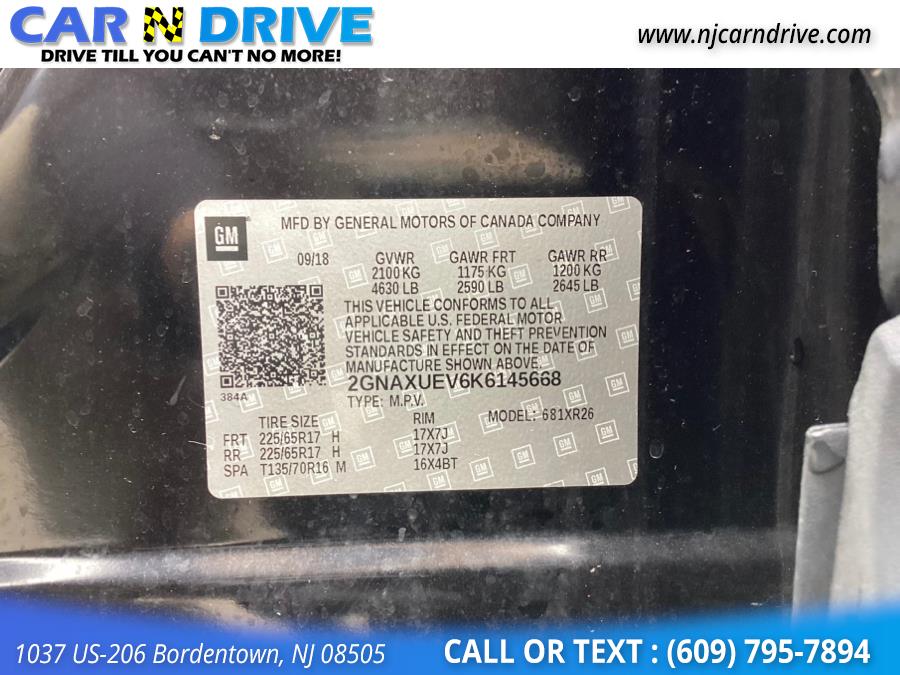 CAR N DRIVE
DRIVE TILL YOU CAN'T NO MORE!
www.njcarndrive.com
GM
MFD BY GENERAL MOTORS OF CANADA COMPANY
09/18 GVWR GAWR FRT GAWR RR
2100 KG 1175 KG 1200 KG
4630 LB 2590 LB 2645 LB
THIS VEHICLE CONFORMS TO ALL
APPLICABLE U.S. FEDERAL MOTOR
VEHICLE SAFETY AND THEFT PREVENTION
STANDARDS IN EFFECT ON THE DATE OF
MANUFACTURE SHOWN ABOVE.
2GNAXUEV6K6145668
384A
TYPE: M.P.V. MODEL: 681XR26
TIRE SIZE RIM
FRT 225/65R17 H 17X7J
RR 225/65R17 H 17X7J
SPA T135/70R16 M 16X4BT
1037 US-206 Bordentown, NJ 08505
CALL OR TEXT : (609) 795-7894